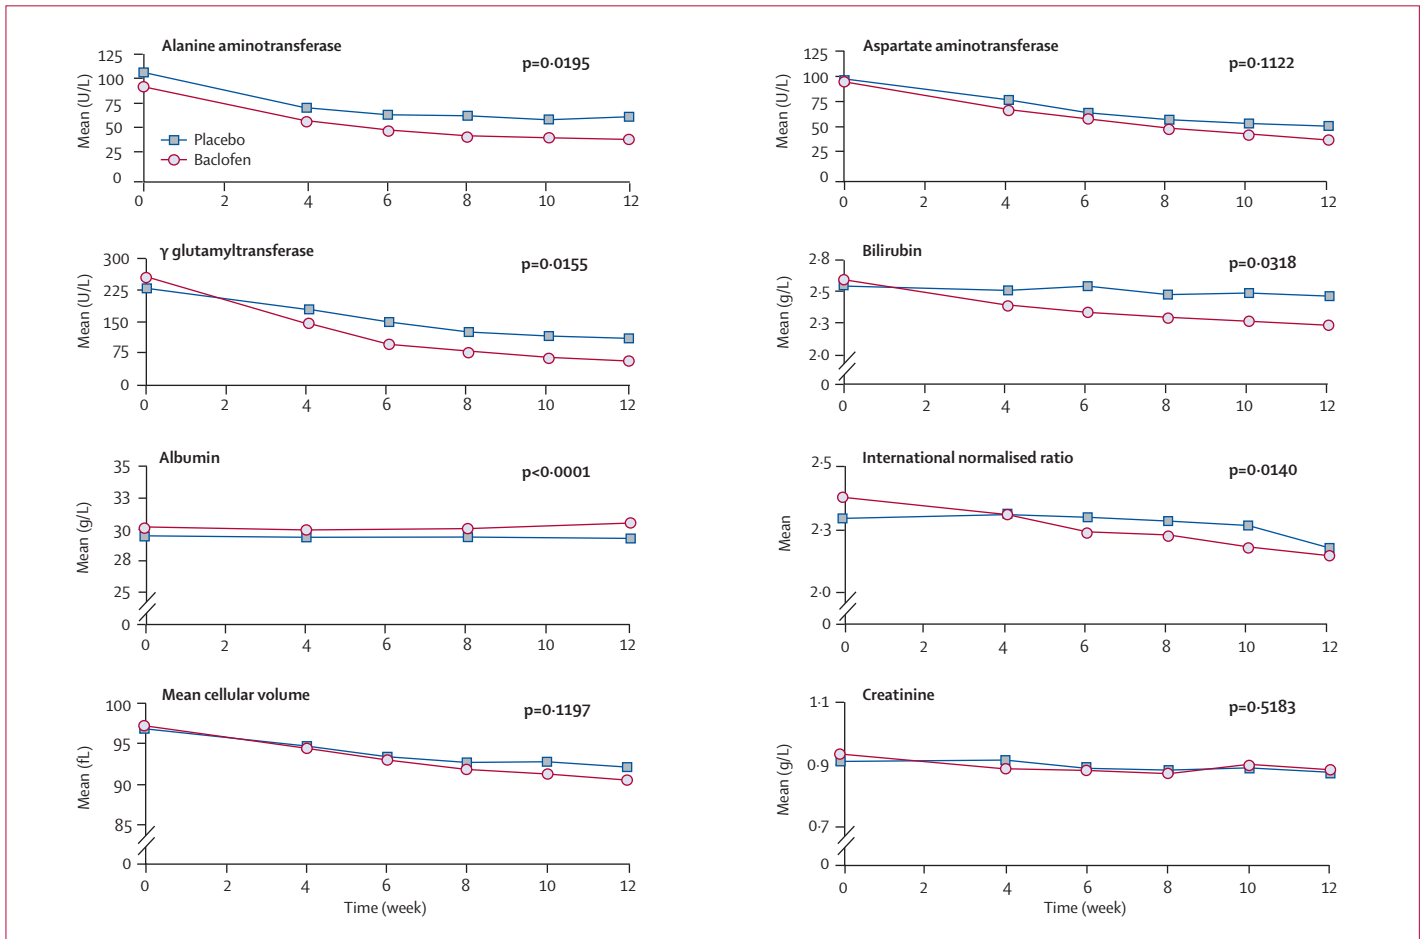 Alanine aminotransferase
p=0·0195
Mean (U/L)
125
100
75
50
25
0
Placebo
Baclofen
0 2 4 6 8 10 12
Aspartate aminotransferase
p=0·1122
Mean (U/L)
125
100
75
50
25
0
0 2 4 6 8 10 12
γ glutamyltransferase
p=0·0155
Mean (U/L)
300
225
150
75
0
0 2 4 6 8 10 12
Bilirubin
p=0·0318
Mean (g/L)
2·8
2·5
2·3
2·0
0
0 2 4 6 8 10 12
Albumin
p<0·0001
Mean (g/L)
35
33
30
28
25
0
0 2 4 6 8 10 12
International normalised ratio
p=0·0140
Mean
2·5
2·3
2·0
0
0 2 4 6 8 10 12
Mean cellular volume
p=0·1197
Mean (fL)
100
95
90
85
0
0 2 4 6 8 10 12
Time (week)
Creatinine
p=0·5183
Mean (g/L)
1·1
0·9
0·7
0
0 2 4 6 8 10 12
Time (week)